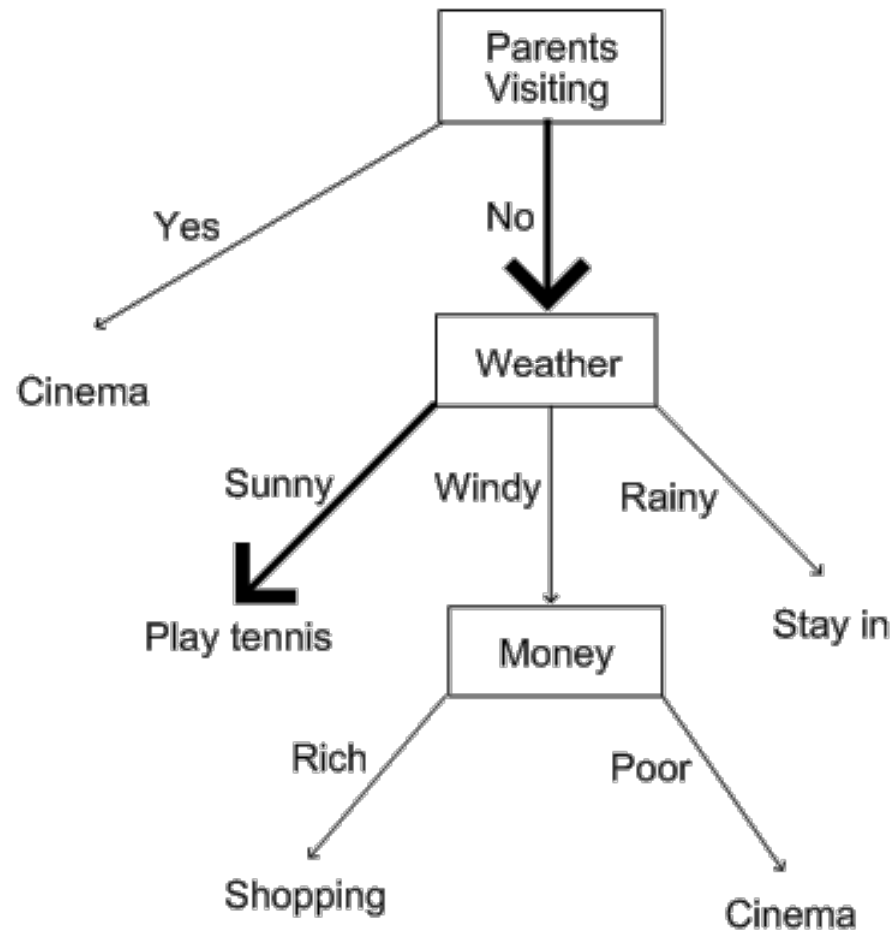 Parents
Visiting
Yes
No
Cinema
Weather
Sunny
Windy
Rainy
Play tennis
Money
Stay in
Rich
Poor
Shopping
Cinema